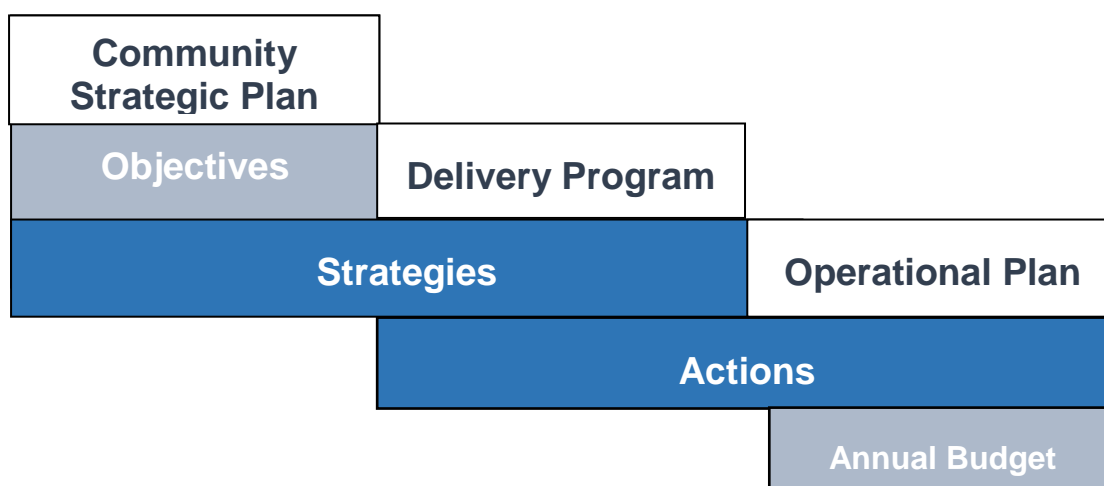 Community
Strategic Plan
Objectives
Delivery Program
Strategies
Operational Plan
Actions
Annual Budget